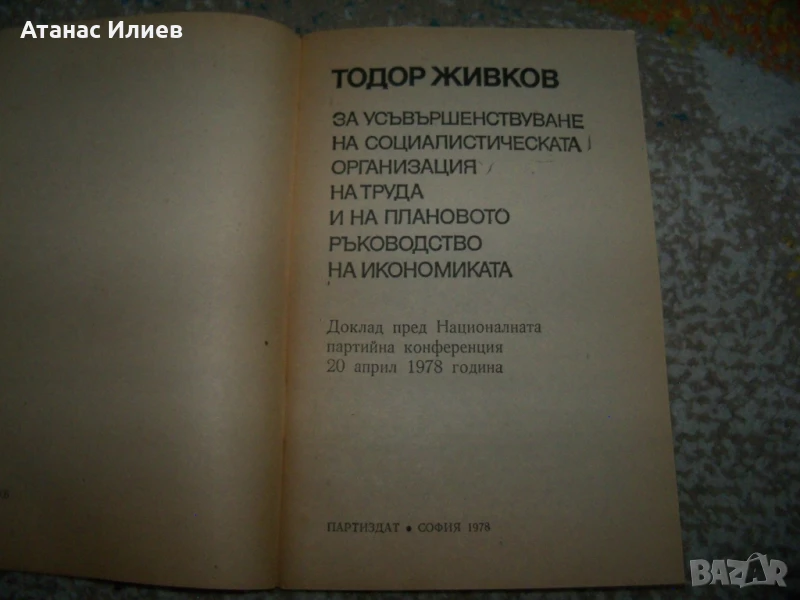 Атанас Илиев
ТОДОР ЖИВКОВ
ЗА УСЪВЪРШЕНСТВУВАНЕ
НА СОЦИАЛИСТИЧЕСКАТА
ОРГАНИЗАЦИЯ
НА ТРУДА
И НА ПЛАНОВОТО
РЪКОВОДСТВО
НА ИКОНОМИКАТА
Доклад пред Националната
партийна конференция
20 април 1978 година
ПАРТИЗДАТ • СОФИЯ 1978
BAZAR